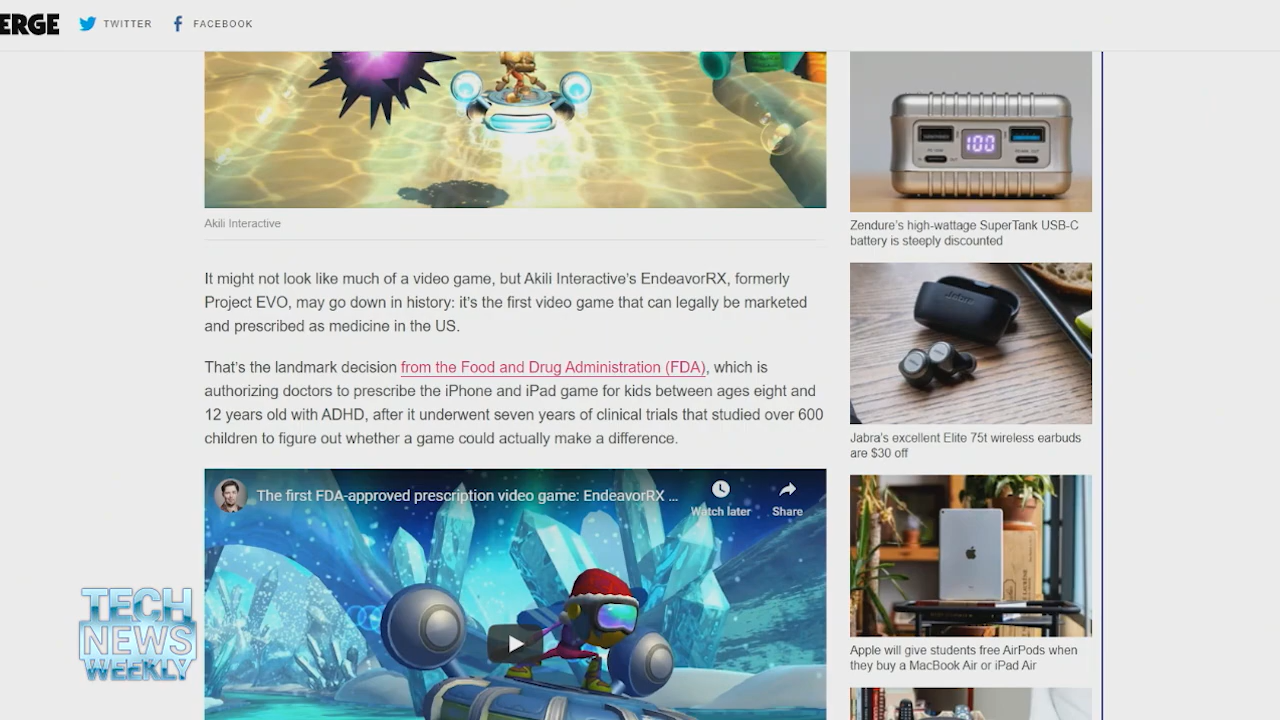 ERGE
TWITTER
FACEBOOK
Akili Interactive
It might not look like much of a video game, but Akili Interactive's EndeavorRX, formerly
Project EVO, may go down in history: it's the first video game that can legally be marketed
and prescribed as medicine in the US.
That's the landmark decision from the Food and Drug Administration (FDA), which is
authorizing doctors to prescribe the iPhone and iPad game for kids between ages eight and
12 years old with ADHD, after it underwent seven years of clinical trials that studied over 600
children to figure out whether a game could actually make a difference.
The first FDA-approved prescription video game: EndeavorRX ...
Watch later
Share
TECH
NEWS
WEEKLY
100
Zendure's high-wattage SuperTank USB-C
battery is steeply discounted
Jabra
Jabra's excellent Elite 75t wireless earbuds
are $30 off
Apple will give students free AirPods when
they buy a MacBook Air or iPad Air